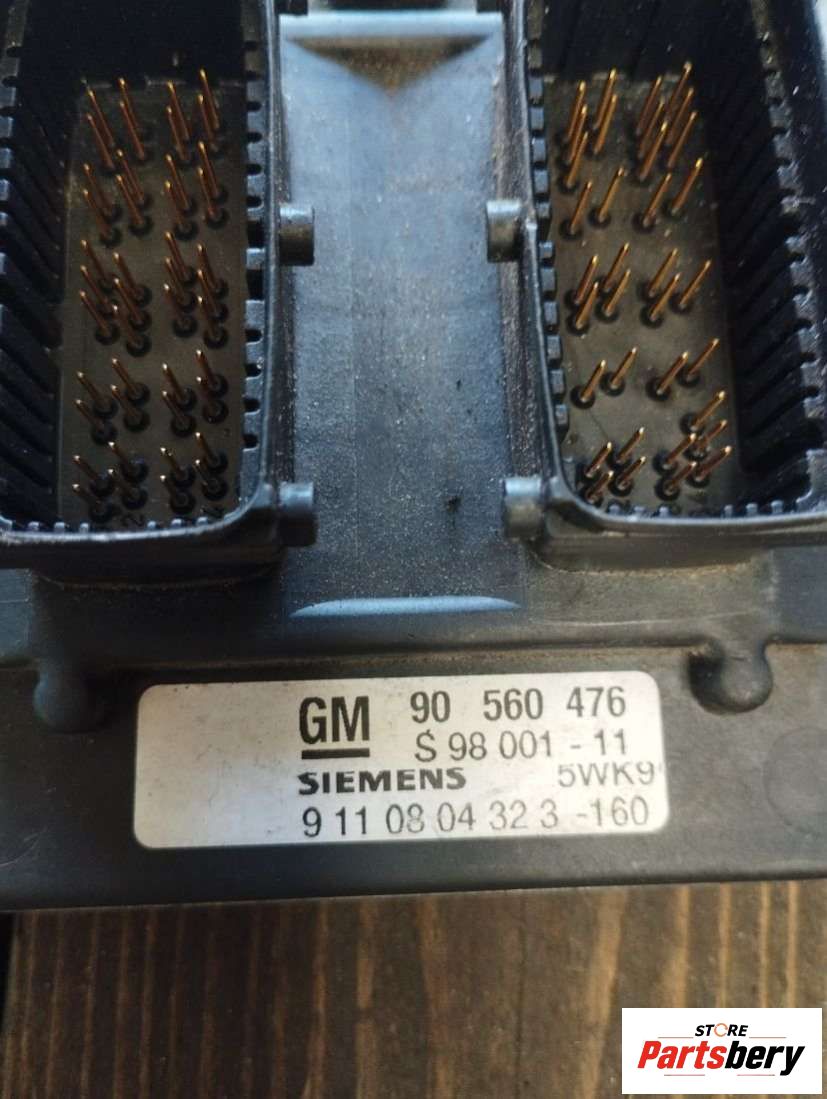 GM 90 560 476
S 98 001 - 11
SIEMENS 5WK9
9 11 08 04 32 3 -160
STORE
Partsbery